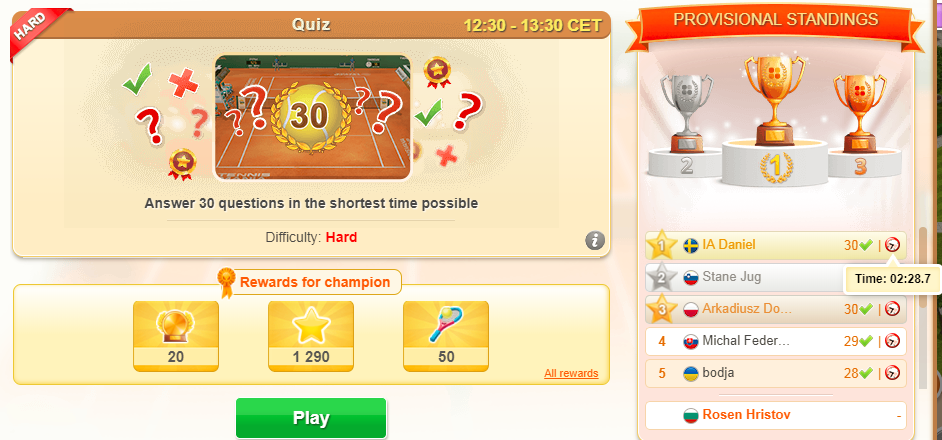 HARD
Quiz
12:30 - 13:30 CET
30
Answer 30 questions in the shortest time possible
Difficulty: Hard
i
Rewards for champion
20
1 290
50
All rewards
Play
PROVISIONAL STANDINGS
2
1
3
1 IA Daniel 30 |
2 Stane Jug
Time: 02:28.7
3 Arkadiusz Do... 30 |
4 Michal Feder... 29 |
5 bodja 28 |
Rosen Hristov -